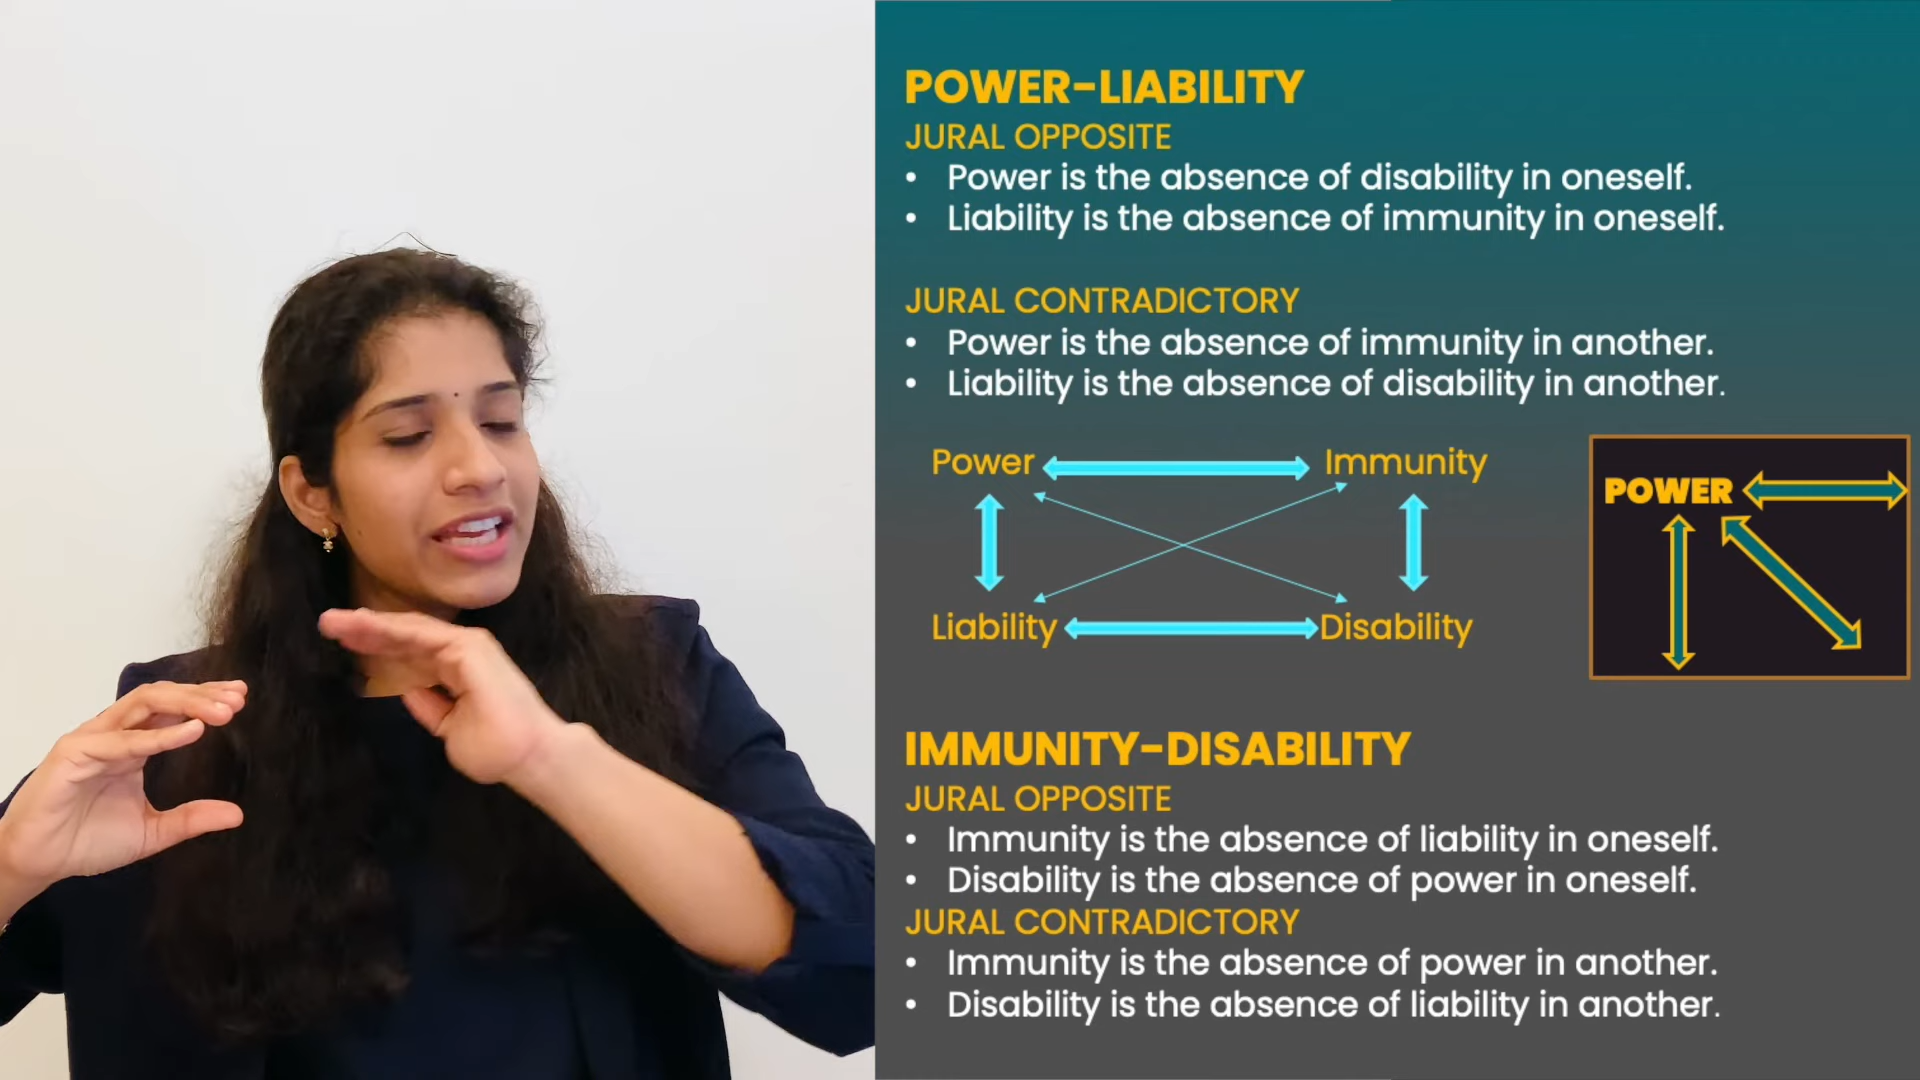 POWER-LIABILITY
JURAL OPPOSITE
• Power is the absence of disability in oneself.
• Liability is the absence of immunity in oneself.
JURAL CONTRADICTORY
• Power is the absence of immunity in another.
• Liability is the absence of disability in another.
Power Immunity
Liability Disability
POWER
IMMUNITY-DISABILITY
JURAL OPPOSITE
• Immunity is the absence of liability in oneself.
• Disability is the absence of power in oneself.
JURAL CONTRADICTORY
• Immunity is the absence of power in another.
• Disability is the absence of liability in another.